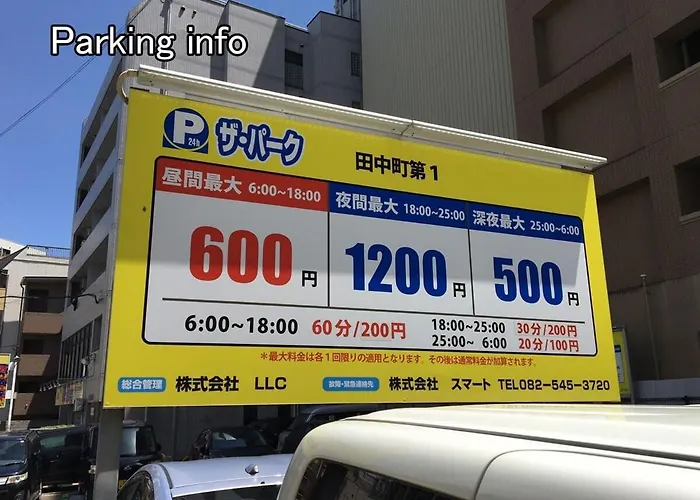 Parking info
P
24h
ザ・パーク
田中町第1
昼間最大 6:00~18:00
夜間最大 18:00~25:00
深夜最大 25:00~6:00
600円
1200円
500円
6:00~18:00 60分/200円
18:00~25:00 30分/200円
25:00~ 6:00 20分/100円
*最大料金は各1回限りの適用となります。その後は通常料金が加算されます。
総合管理 株式会社 LLC 故障・緊急連絡先 株式会社 スマート TEL082-545-3720